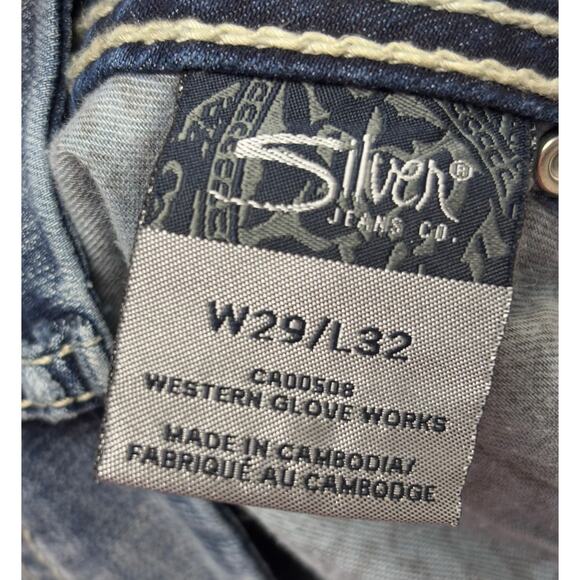 Silver®
JEANS CO.
W29/L32
CA00508
WESTERN GLOVE WORKS
MADE IN CAMBODIA/
FABRIQUÉ AU CAMBODGE